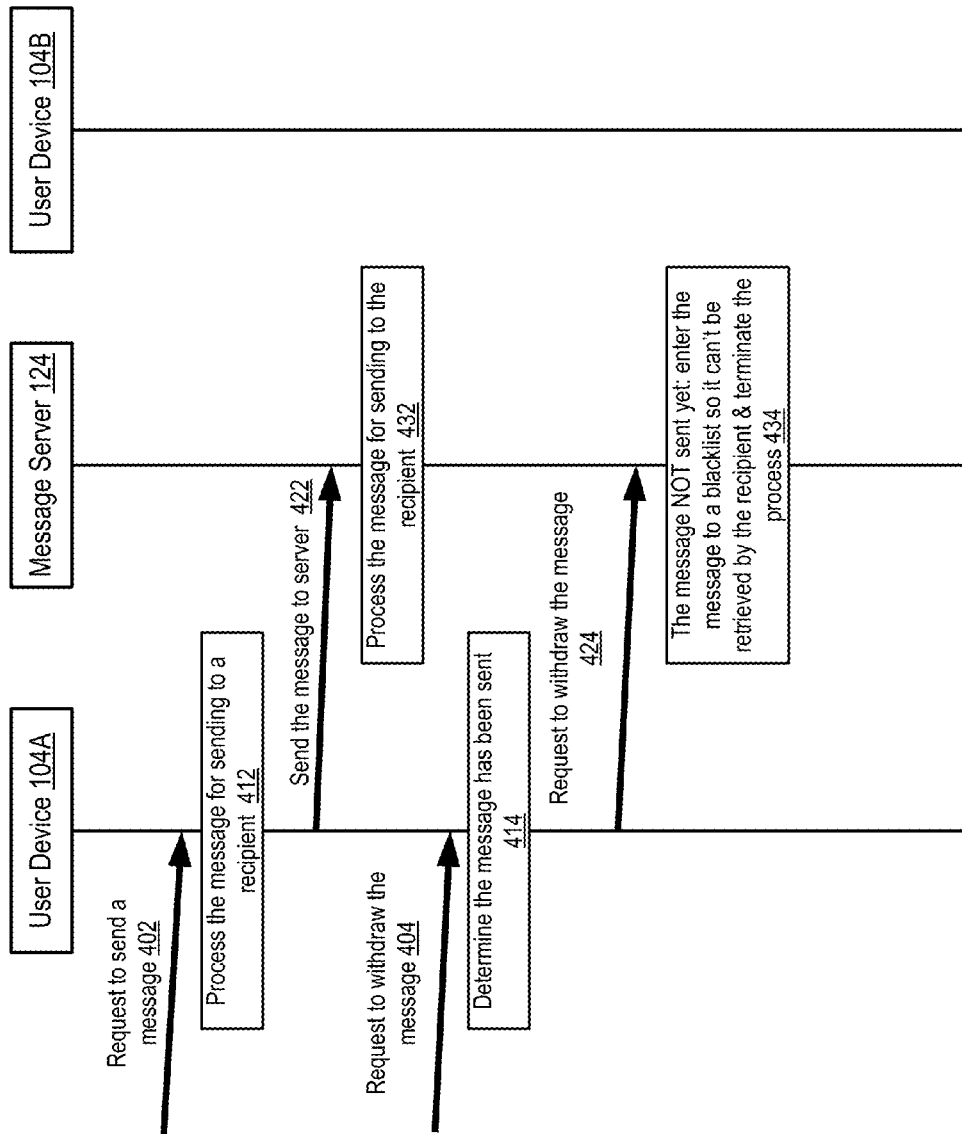 User Device 104A
Message Server 124
User Device 104B
Request to send a
message 402
Process the message for sending to a
recipient 412
Send the message to server 422
Process the message for sending to the
recipient 432
Request to withdraw the
message 404
Determine the message has been sent
414
Request to withdraw the message
424
The message NOT sent yet: enter the
message to a blacklist so it can't be
retrieved by the recipient & terminate the
process 434